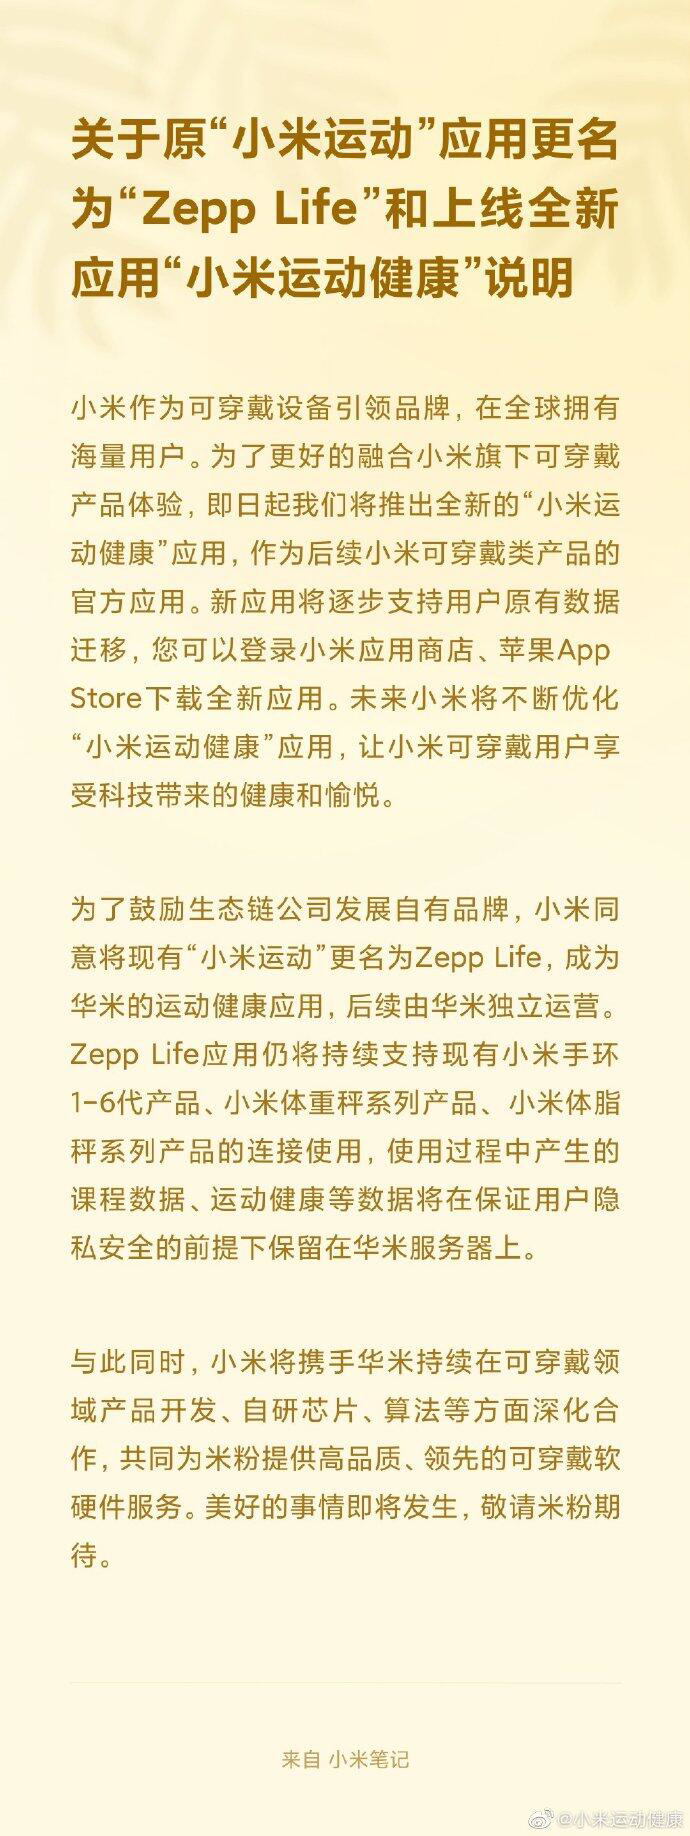 关于原“小米运动”应用更名
为“Zepp Life”和上线全新
应用“小米运动健康”说明
小米作为可穿戴设备引领品牌，在全球拥有
海量用户。为了更好的融合小米旗下可穿戴
产品体验，即日起我们将推出全新的“小米运
动健康”应用，作为后续小米可穿戴类产品的
官方应用。新应用将逐步支持用户原有数据
迁移，您可以登录小米应用商店、苹果App
Store下载全新应用。未来小米将不断优化
“小米运动健康”应用，让小米可穿戴用户享
受科技带来的健康和愉悦。
为了鼓励生态链公司发展自有品牌，小米同
意将现有“小米运动”更名为Zepp Life，成为
华米的运动健康应用，后续由华米独立运营。
Zepp Life应用仍将持续支持现有小米手环
1-6代产品、小米体重秤系列产品、小米体脂
秤系列产品的连接使用，使用过程中产生的
课程数据、运动健康等数据将在保证用户隐
私安全的前提下保留在华米服务器上。
与此同时，小米将携手华米持续在可穿戴领
域产品开发、自研芯片、算法等方面深化合
作，共同为米粉提供高品质、领先的可穿戴软
硬件服务。美好的事情即将发生，敬请米粉期
待。
来自 小米笔记
@小米运动健康